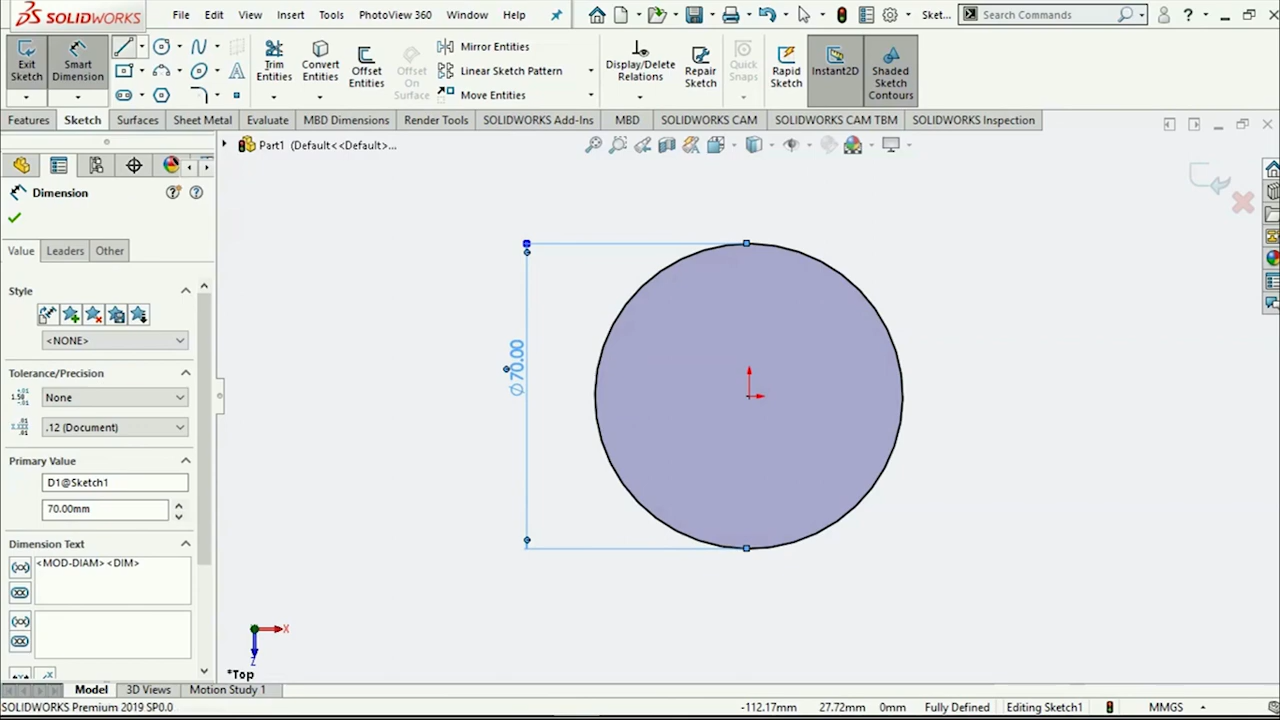 SOLIDWORKS File Edit View Insert Tools PhotoView 360 Window Help Sket... Search Commands ?
Exit Sketch
Smart Dimension
Trim Entities
Convert Entities
Offset Entities
Offset On Surface
Mirror Entities
Linear Sketch Pattern
Move Entities
Display/Delete Relations
Repair Sketch
Quick Snaps
Rapid Sketch
Instant2D
Shaded Sketch Contours
Features Sketch Surfaces Sheet Metal Evaluate MBD Dimensions Render Tools SOLIDWORKS Add-Ins MBD SOLIDWORKS CAM SOLIDWORKS CAM TBM SOLIDWORKS Inspection
Part1 (Default<<Default>...
Dimension
Value Leaders Other
Style
<NONE>
Tolerance/Precision
None
.12 (Document)
Primary Value
D1@Sketch1
70.00mm
Dimension Text
<MOD-DIAM><DIM>
∅70.00
X
Z
*Top
Model 3D Views Motion Study 1
SOLIDWORKS Premium 2019 SP0.0 -112.17mm 27.72mm 0mm Fully Defined Editing Sketch1 MMGS